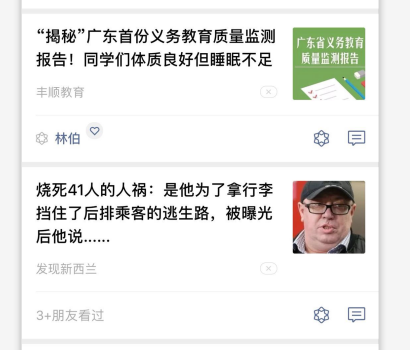 “揭秘”广东首份义务教育质量监测
报告！同学们体质良好但睡眠不足
广东省义务教育
质量监测报告
丰顺教育
林伯
烧死41人的人祸：是他为了拿行李
挡住了后排乘客的逃生路，被曝光
后他说......
发现新西兰
3+朋友看过